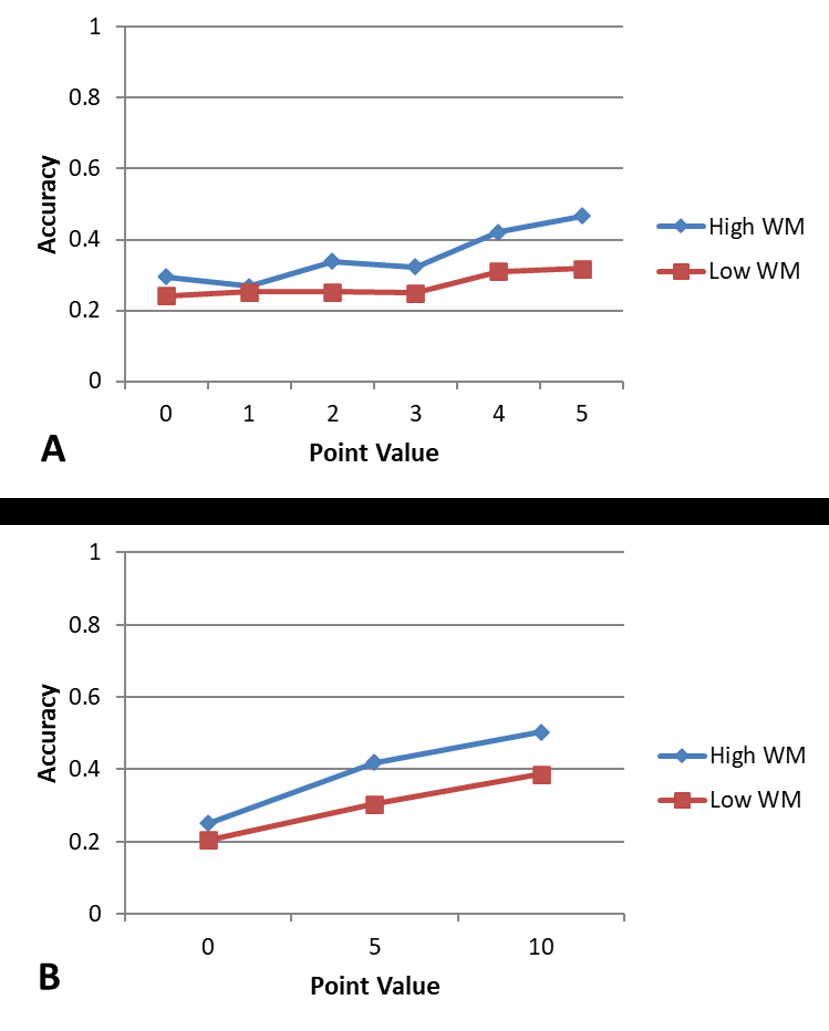 1
0.8
0.6
0.4
0.2
0
Accuracy
0 1 2 3 4 5
Point Value
High WM
Low WM
A
1
0.8
0.6
0.4
0.2
0
Accuracy
0 5 10
Point Value
High WM
Low WM
B